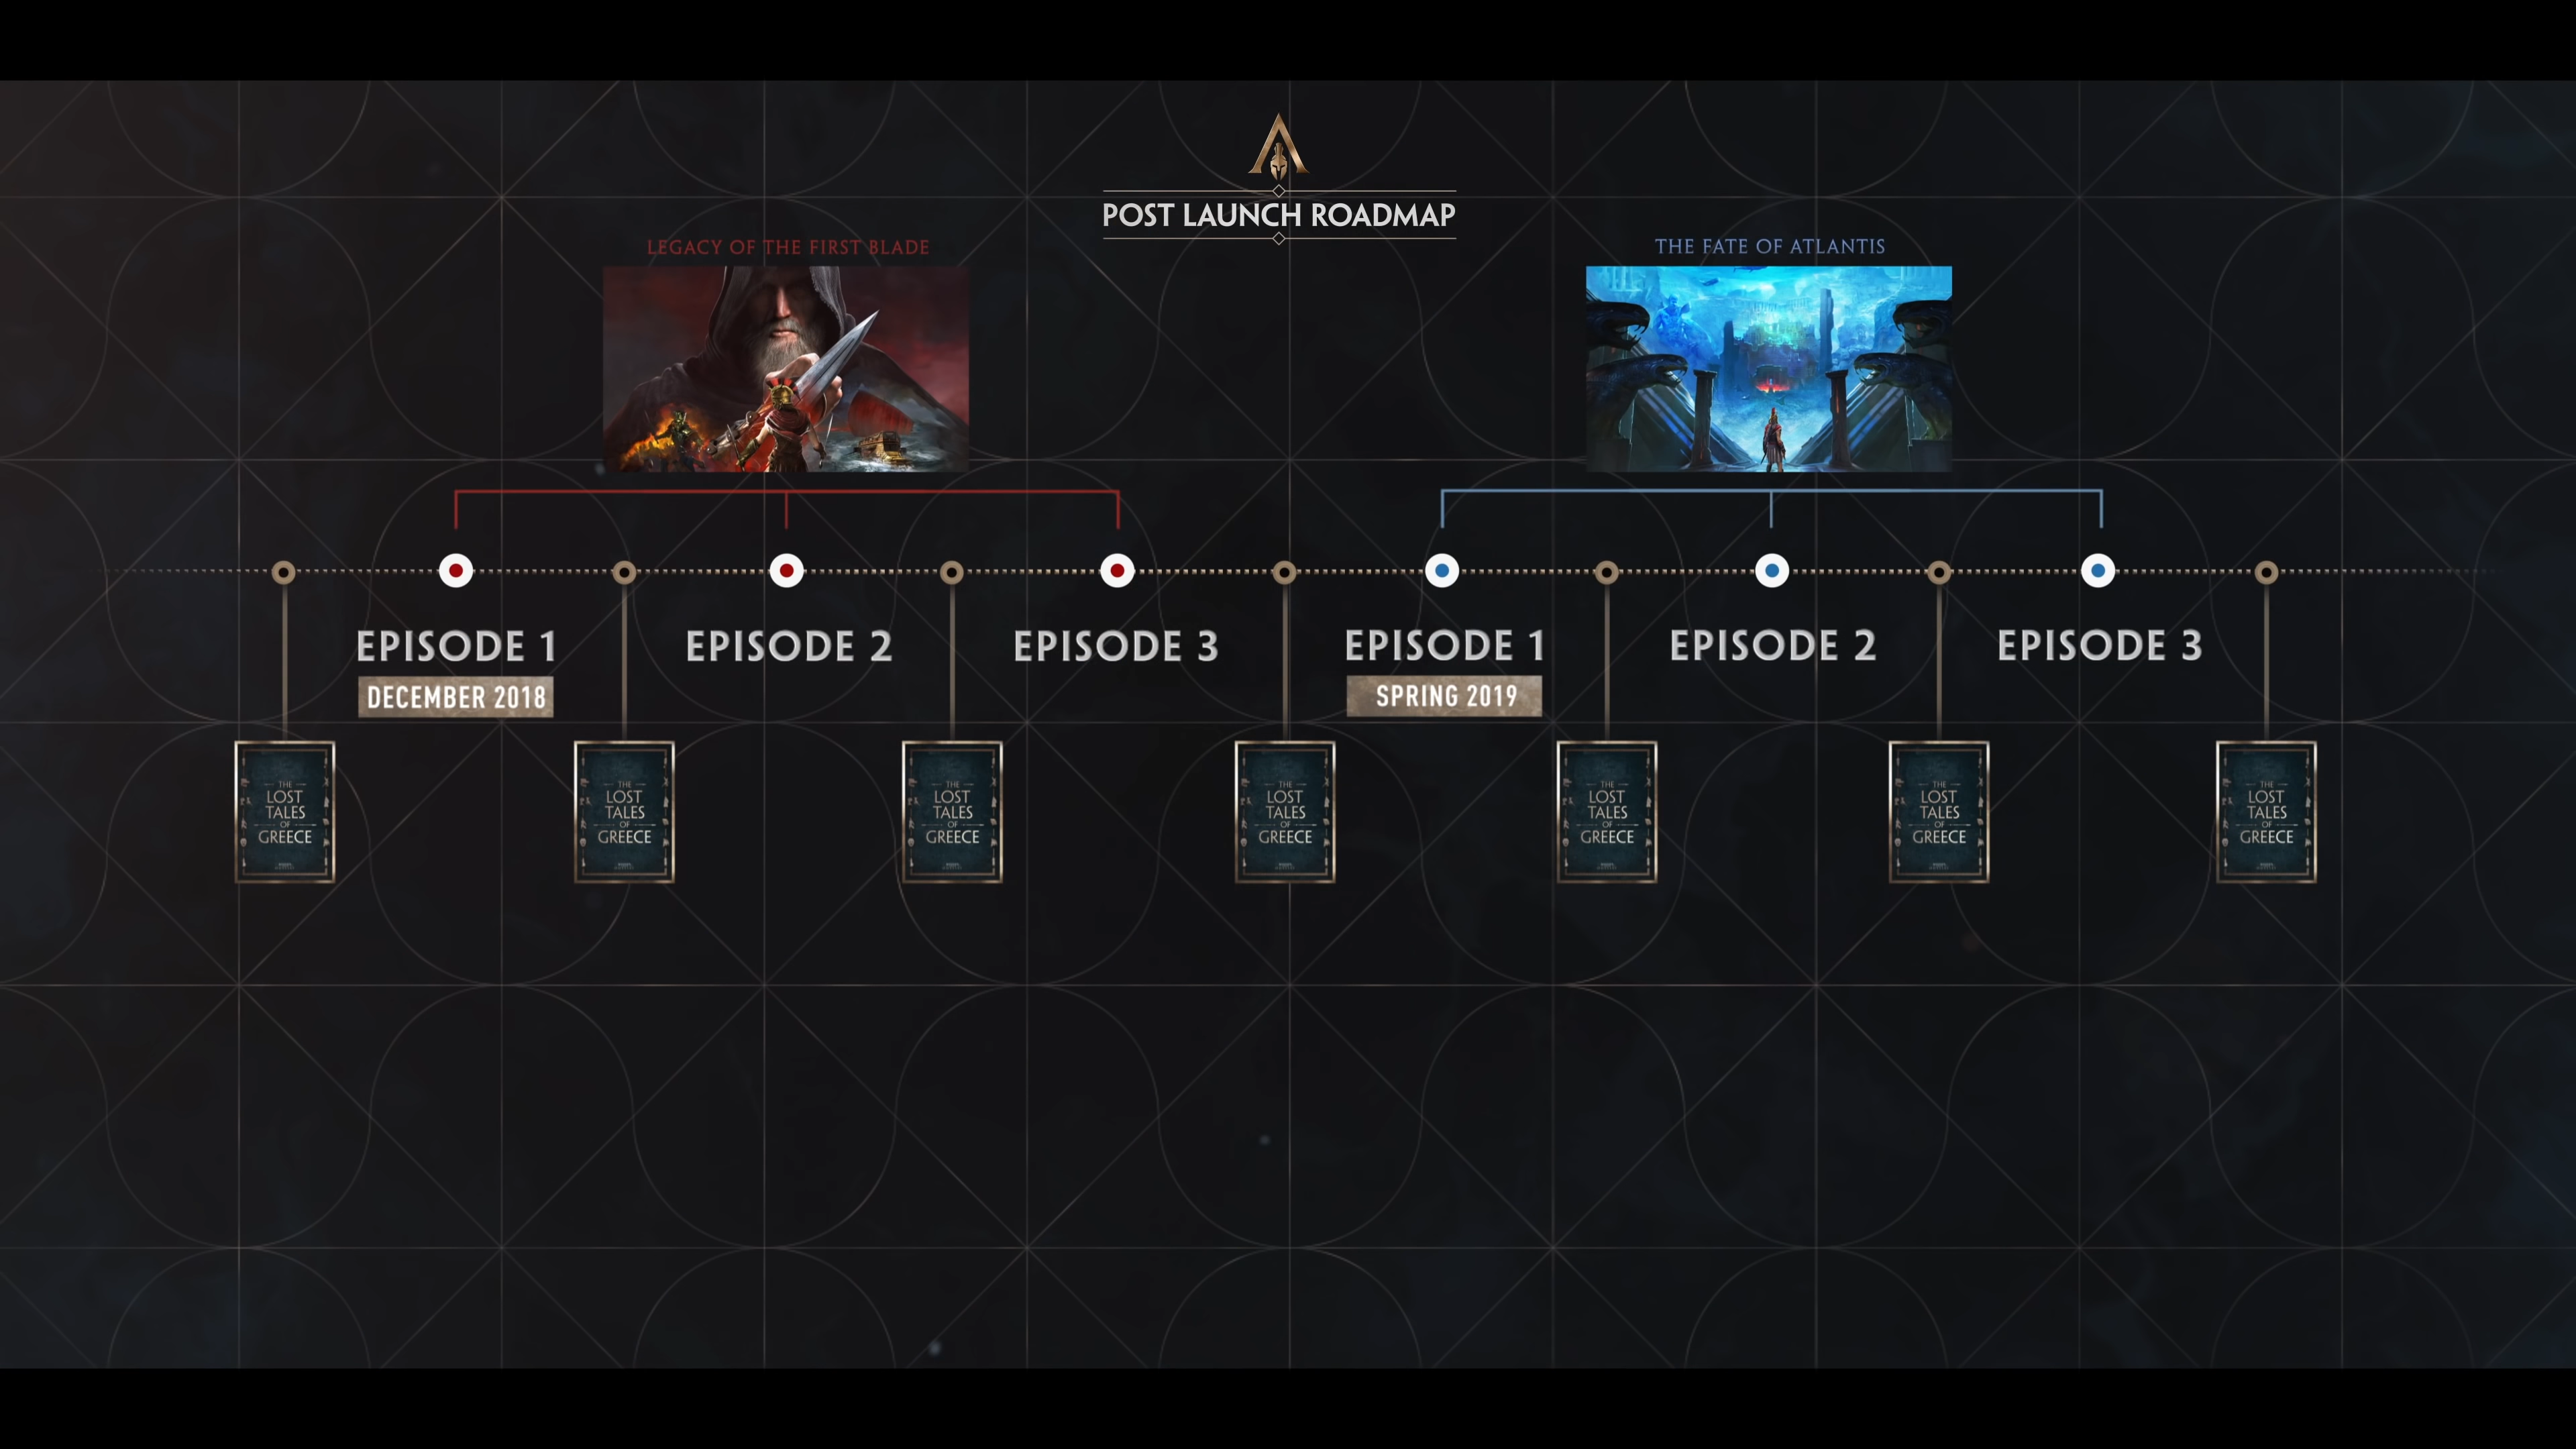 POST LAUNCH ROADMAP
LEGACY OF THE FIRST BLADE
THE FATE OF ATLANTIS
EPISODE 1
EPISODE 2
EPISODE 3
EPISODE 1
EPISODE 2
EPISODE 3
DECEMBER 2018
SPRING 2019
THE
LOST
TALES
OF
GREECE
THE
LOST
TALES
OF
GREECE
THE
LOST
TALES
OF
GREECE
THE
LOST
TALES
OF
GREECE
THE
LOST
TALES
OF
GREECE
THE
LOST
TALES
OF
GREECE
THE
LOST
TALES
OF
GREECE